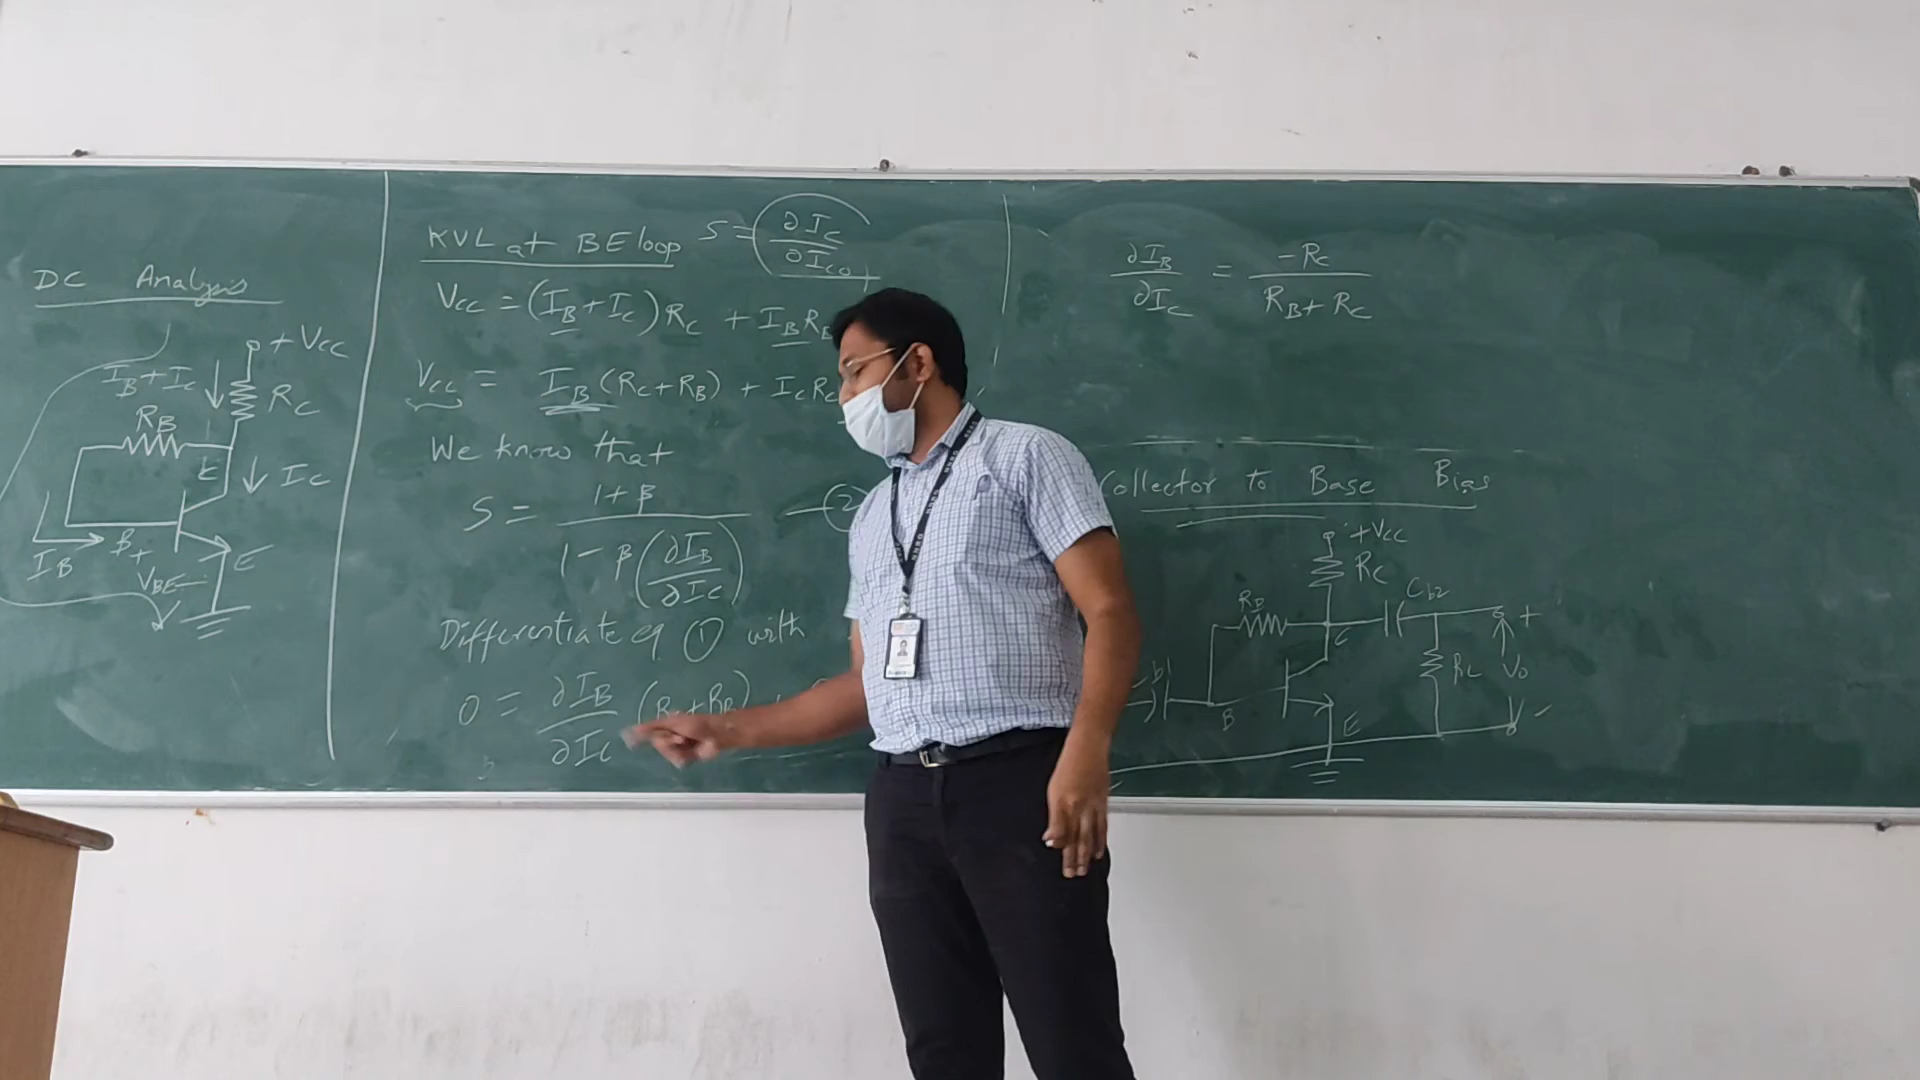 DC Analysis
+ VCC
IB+IC
RC
RB
C
IC
B
+
E
IB
VBE
-
KVL at BE loop S = ∂IC / ∂ICO
VCC = (IB+IC)RC + IBRB
VCC = IB(RC+RB) + ICRC
We know that
S = 1+β / 1-β(∂IB/∂IC) — ②
Differentiate eq ① with
0 = ∂IB/∂IC (RC+RB) +
∂IB/∂IC = -RC / RB+RC
Collector to Base Bias
+VCC
RC
Cb2
RB
C
+
RL
Vo
b1
B
E
-